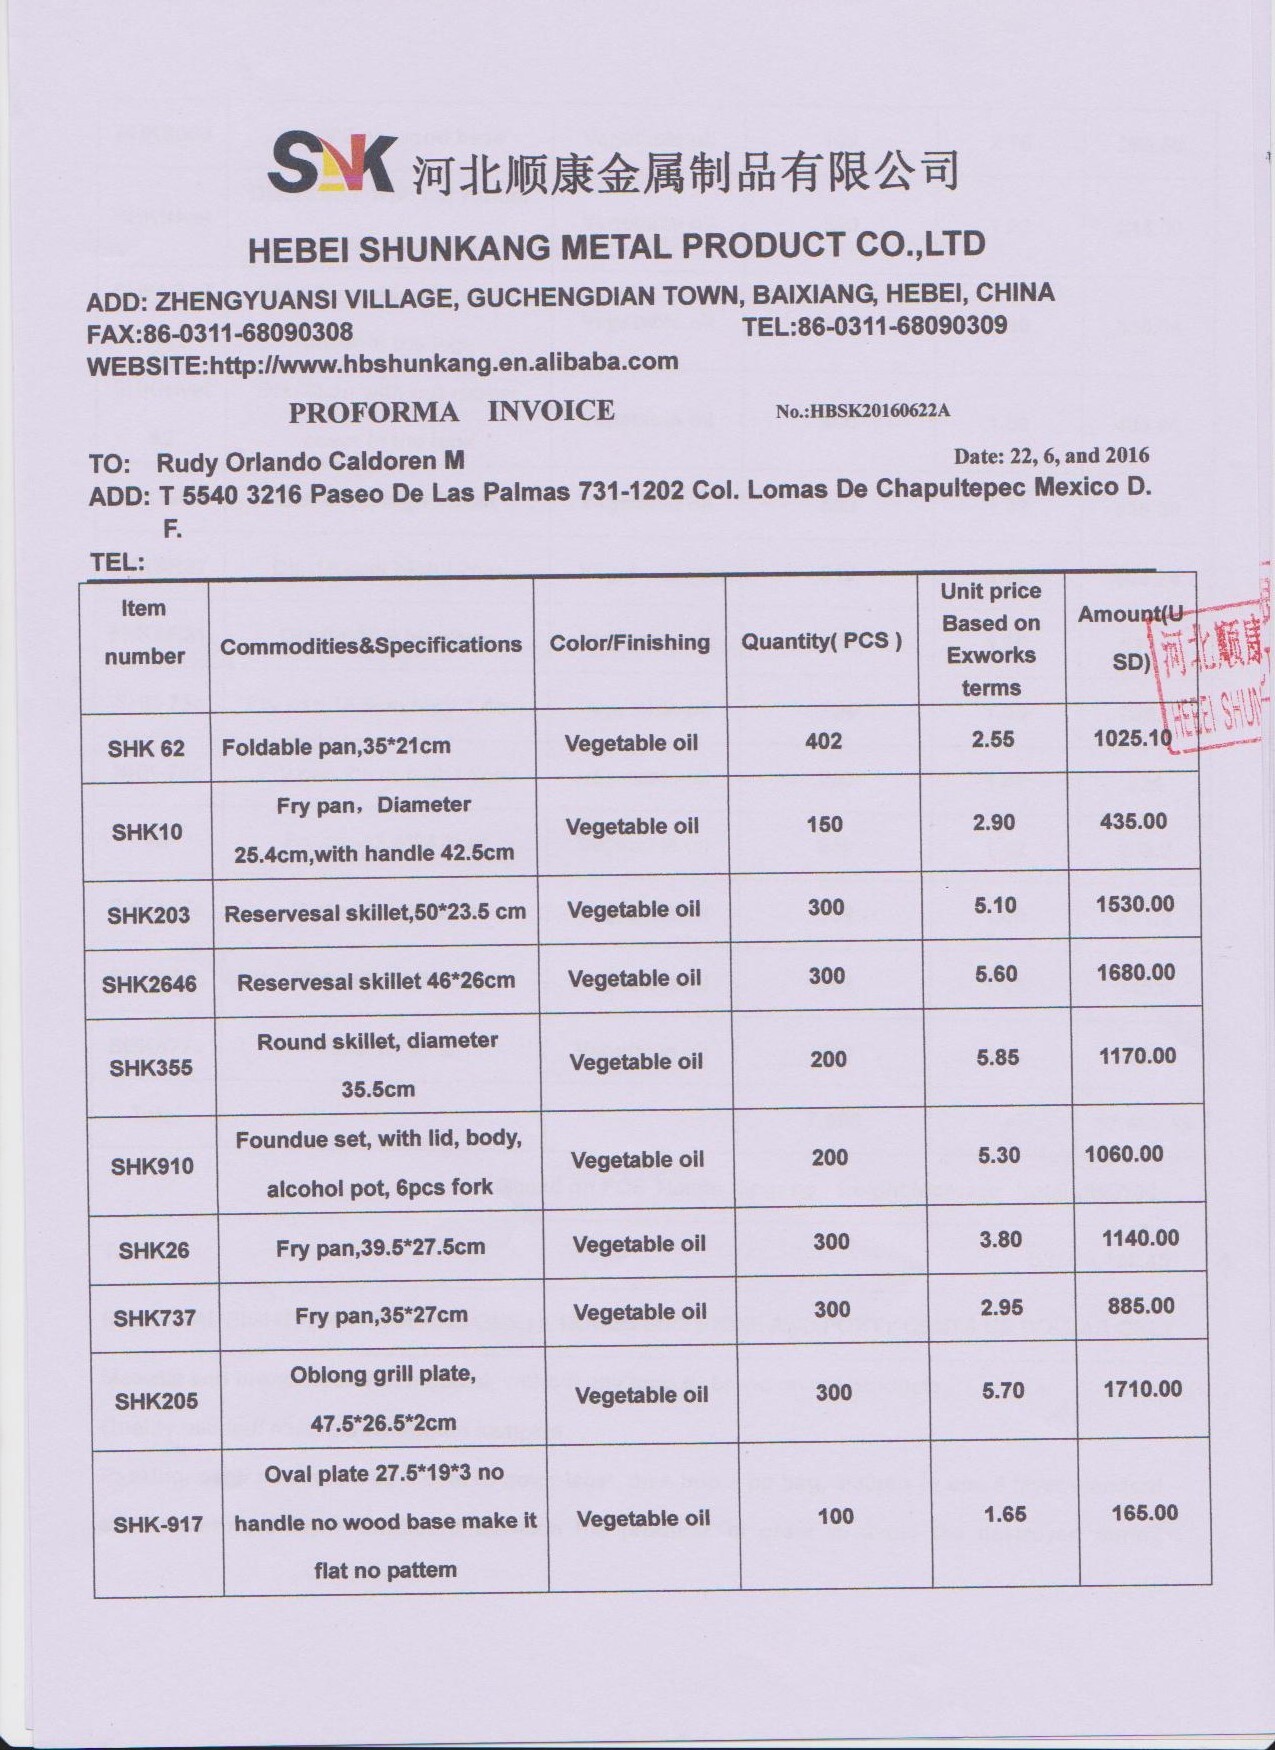 SNK 河北顺康金属制品有限公司
HEBEI SHUNKANG METAL PRODUCT CO.,LTD
ADD: ZHENGYUANSI VILLAGE, GUCHENGDIAN TOWN, BAIXIANG, HEBEI, CHINA
FAX:86-0311-68090308 TEL:86-0311-68090309
WEBSITE:http://www.hbshunkang.en.alibaba.com
PROFORMA INVOICE No.:HBSK20160622A
TO: Rudy Orlando Caldoren M Date: 22, 6, and 2016
ADD: T 5540 3216 Paseo De Las Palmas 731-1202 Col. Lomas De Chapultepec Mexico D.
F.
TEL:
Item number Commodities&Specifications Color/Finishing Quantity( PCS ) Unit price Based on Exworks terms Amount(USD)
河北顺康
HEBEI SHUN
SHK 62 Foldable pan,35*21cm Vegetable oil 402 2.55 1025.10
SHK10 Fry pan，Diameter 25.4cm,with handle 42.5cm Vegetable oil 150 2.90 435.00
SHK203 Reservesal skillet,50*23.5 cm Vegetable oil 300 5.10 1530.00
SHK2646 Reservesal skillet 46*26cm Vegetable oil 300 5.60 1680.00
SHK355 Round skillet, diameter 35.5cm Vegetable oil 200 5.85 1170.00
SHK910 Foundue set, with lid, body, alcohol pot, 6pcs fork Vegetable oil 200 5.30 1060.00
SHK26 Fry pan,39.5*27.5cm Vegetable oil 300 3.80 1140.00
SHK737 Fry pan,35*27cm Vegetable oil 300 2.95 885.00
SHK205 Oblong grill plate, 47.5*26.5*2cm Vegetable oil 300 5.70 1710.00
SHK-917 Oval plate 27.5*19*3 no handle no wood base make it flat no pattem Vegetable oil 100 1.65 165.00